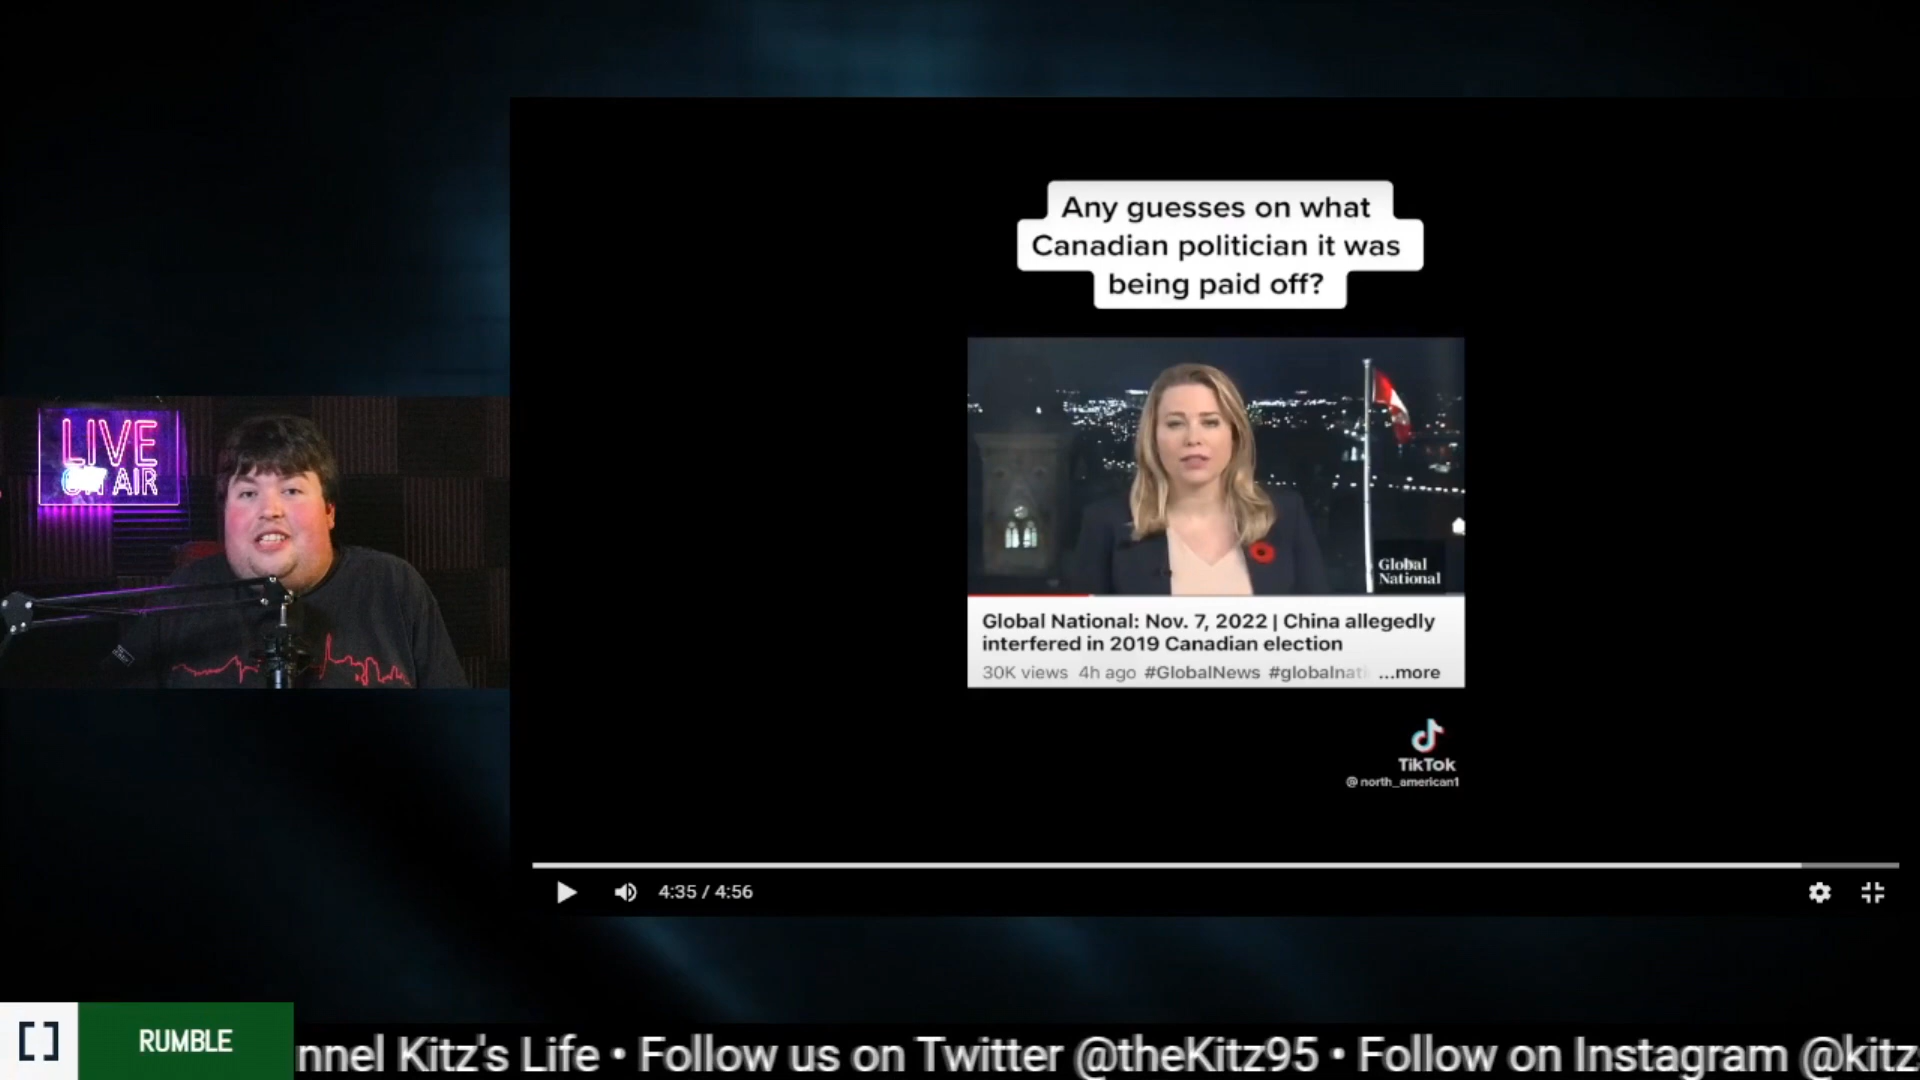 Any guesses on what
Canadian politician it was
being paid off?
LIVE
ON AIR
Global
National
Global National: Nov. 7, 2022 | China allegedly
interfered in 2019 Canadian election
30K views 4h ago #GlobalNews #globalnati ...more
TikTok
@north_american1
4:35 / 4:56
RUMBLE
nnel Kitz's Life • Follow us on Twitter @theKitz95 • Follow on Instagram @kitz